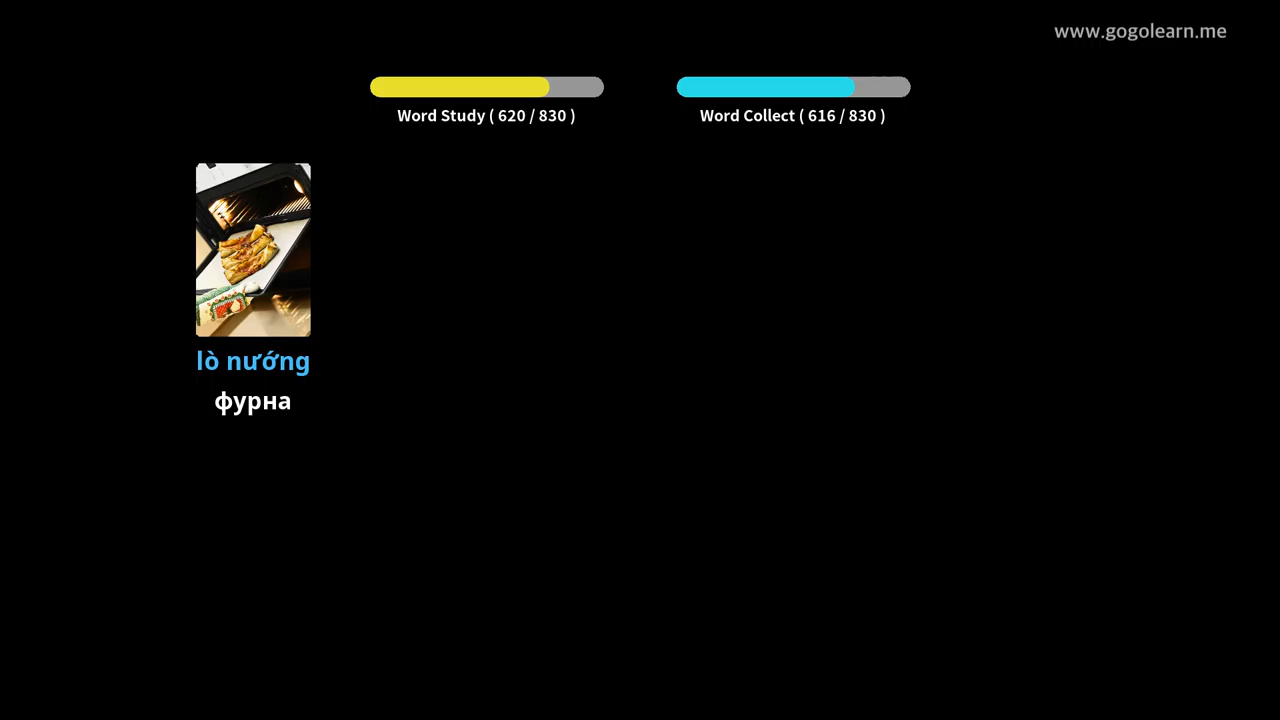 www.gogolearn.me
Word Study ( 620 / 830 )
Word Collect ( 616 / 830 )
lò nướng
фурна